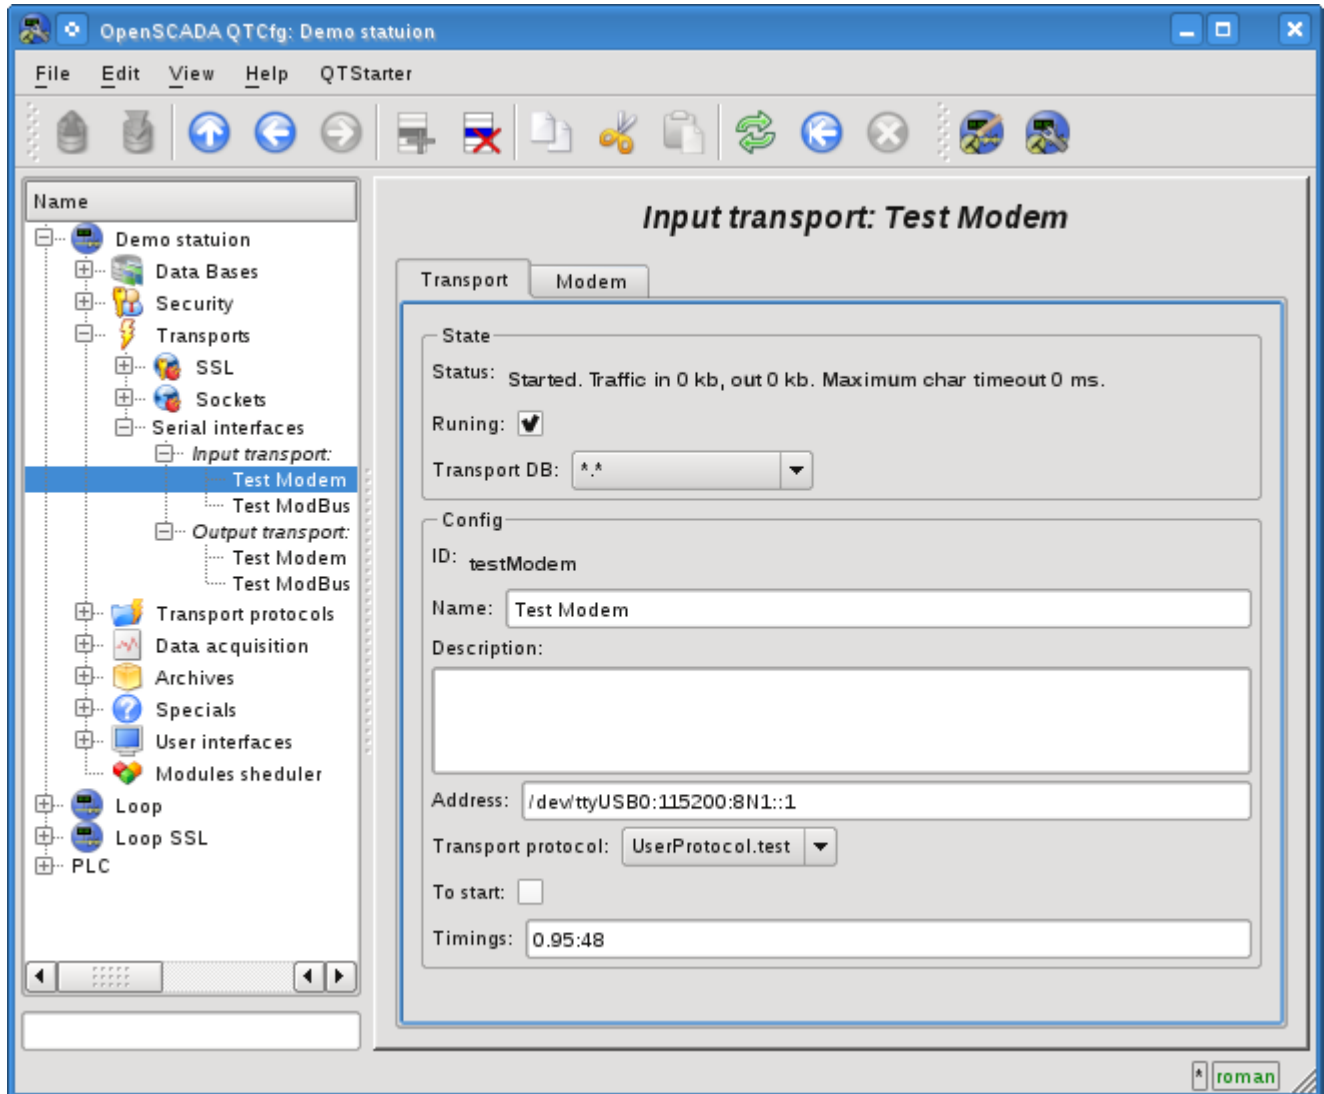 OpenSCADA QTCfg: Demo statuion
File Edit View Help QTStarter
Name
Demo statuion
Data Bases
Security
Transports
SSL
Sockets
Serial interfaces
Input transport:
Test Modem
Test ModBus
Output transport:
Test Modem
Test ModBus
Transport protocols
Data acquisition
Archives
Specials
User interfaces
Modules sheduler
Loop
Loop SSL
PLC
Input transport: Test Modem
Transport Modem
State
Status: Started. Traffic in 0 kb, out 0 kb. Maximum char timeout 0 ms.
Runing:
Transport DB: *.*
Config
ID: testModem
Name: Test Modem
Description:
Address: /dev/ttyUSB0:115200:8N1::1
Transport protocol: UserProtocol.test
To start:
Timings: 0.95:48
* roman